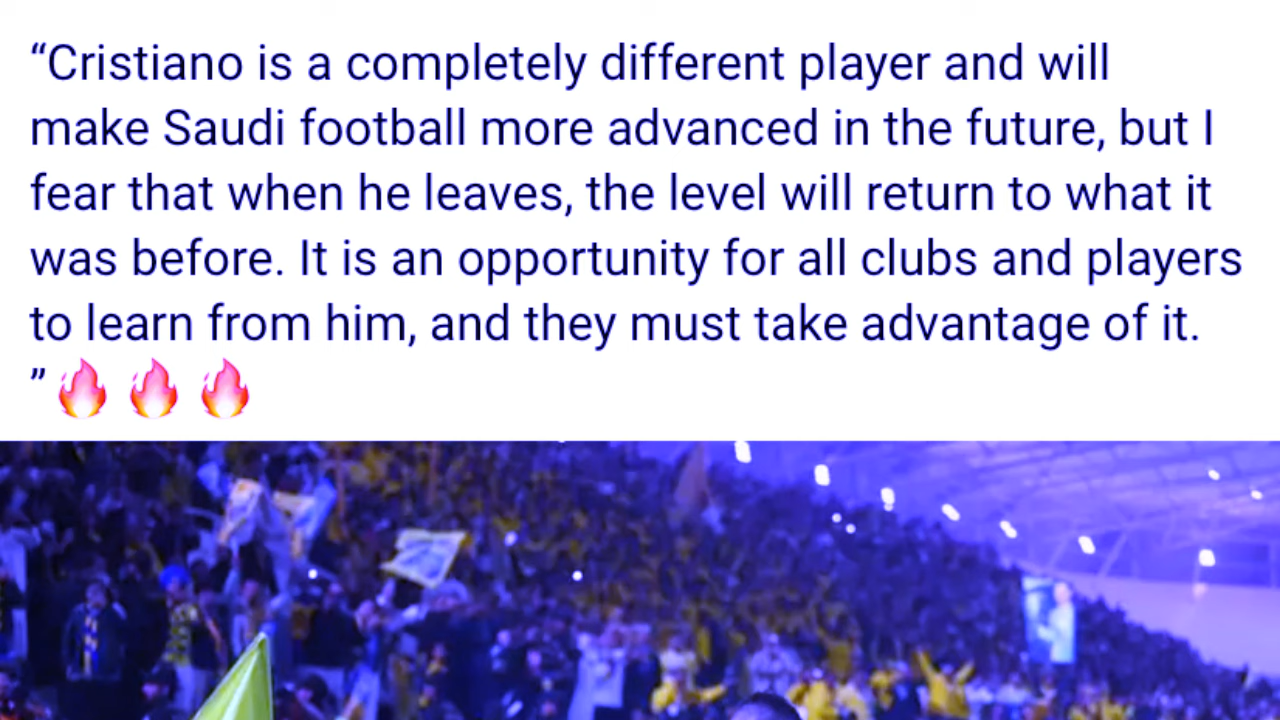 “Cristiano is a completely different player and will
make Saudi football more advanced in the future, but I
fear that when he leaves, the level will return to what it
was before. It is an opportunity for all clubs and players
to learn from him, and they must take advantage of it.
”🔥 🔥 🔥